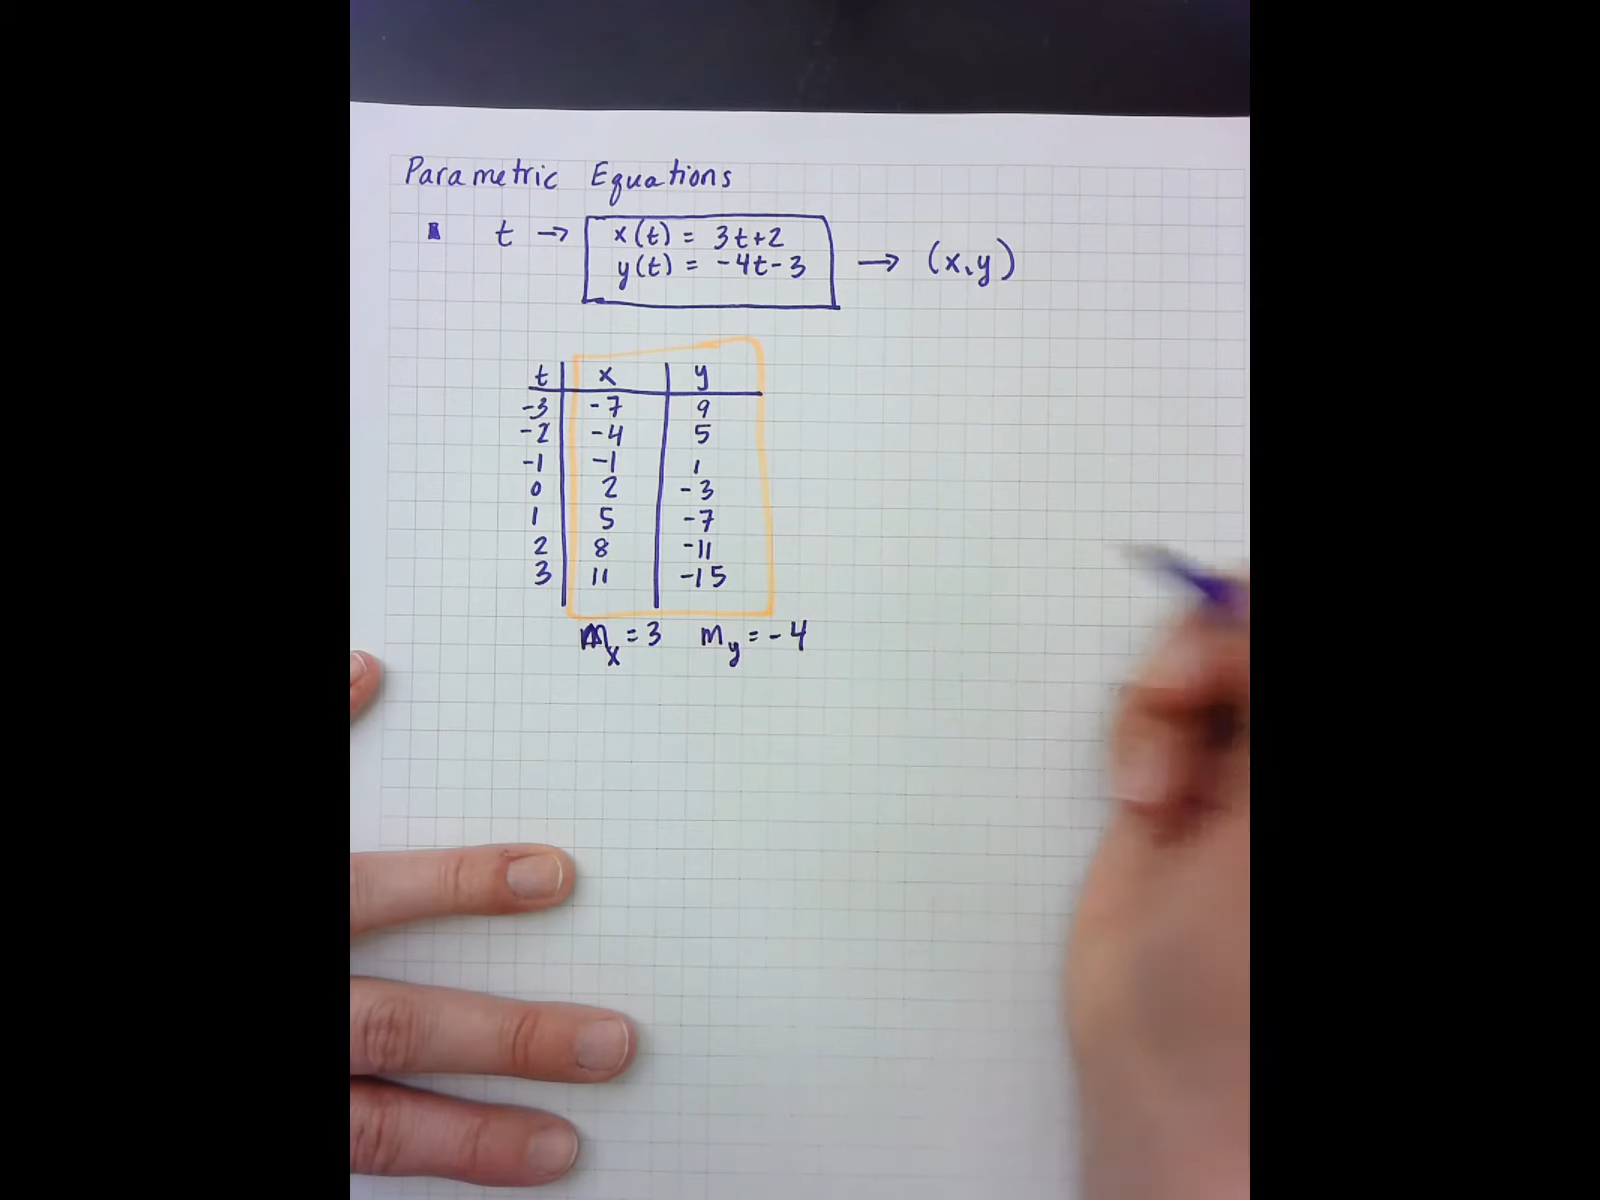 Parametric Equations
t → x(t) = 3t+2
y(t) = -4t-3 → (x,y)
t x y
-3 -7 9
-2 -4 5
-1 -1 1
0 2 -3
1 5 -7
2 8 -11
3 11 -15
mx = 3 my = -4